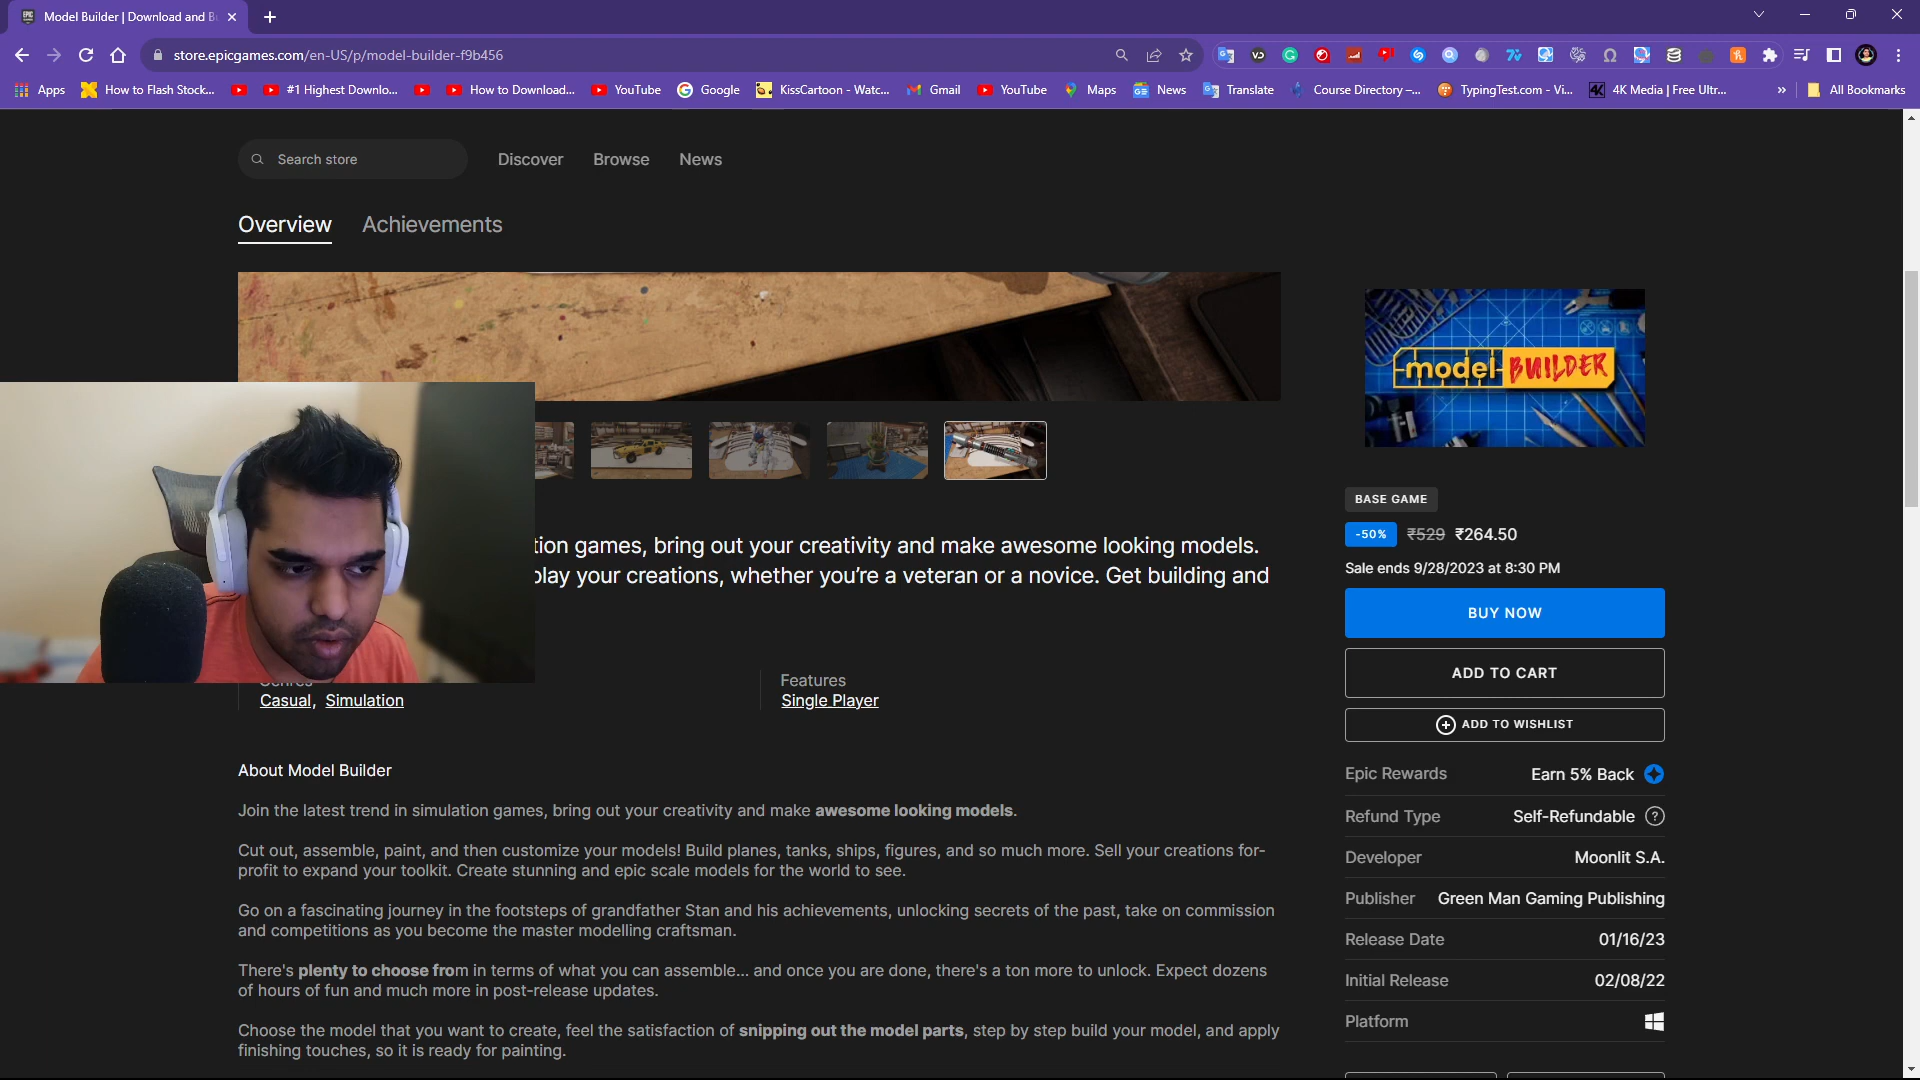 Model Builder | Download and B
store.epicgames.com/en-US/p/model-builder-f9b456
Apps
How to Flash Stock...
#1 Highest Downlo...
How to Download...
YouTube
Google
KissCartoon - Watc...
Gmail
YouTube
Maps
News
Translate
Course Directory –...
TypingTest.com - Vi...
4K Media | Free Ultr...
»
All Bookmarks
Search store
Discover
Browse
News
Overview
Achievements
model BUILDER
BASE GAME
-50% ₹529 ₹264.50
Sale ends 9/28/2023 at 8:30 PM
BUY NOW
ADD TO CART
ADD TO WISHLIST
tion games, bring out your creativity and make awesome looking models.
play your creations, whether you’re a veteran or a novice. Get building and
Genres
Casual, Simulation
Features
Single Player
About Model Builder
Join the latest trend in simulation games, bring out your creativity and make awesome looking models.
Cut out, assemble, paint, and then customize your models! Build planes, tanks, ships, figures, and so much more. Sell your creations for-
profit to expand your toolkit. Create stunning and epic scale models for the world to see.
Go on a fascinating journey in the footsteps of grandfather Stan and his achievements, unlocking secrets of the past, take on commission
and competitions as you become the master modelling craftsman.
There's plenty to choose from in terms of what you can assemble... and once you are done, there's a ton more to unlock. Expect dozens
of hours of fun and much more in post-release updates.
Choose the model that you want to create, feel the satisfaction of snipping out the model parts, step by step build your model, and apply
finishing touches, so it is ready for painting.
Epic Rewards Earn 5% Back
Refund Type Self-Refundable
Developer Moonlit S.A.
Publisher Green Man Gaming Publishing
Release Date 01/16/23
Initial Release 02/08/22
Platform